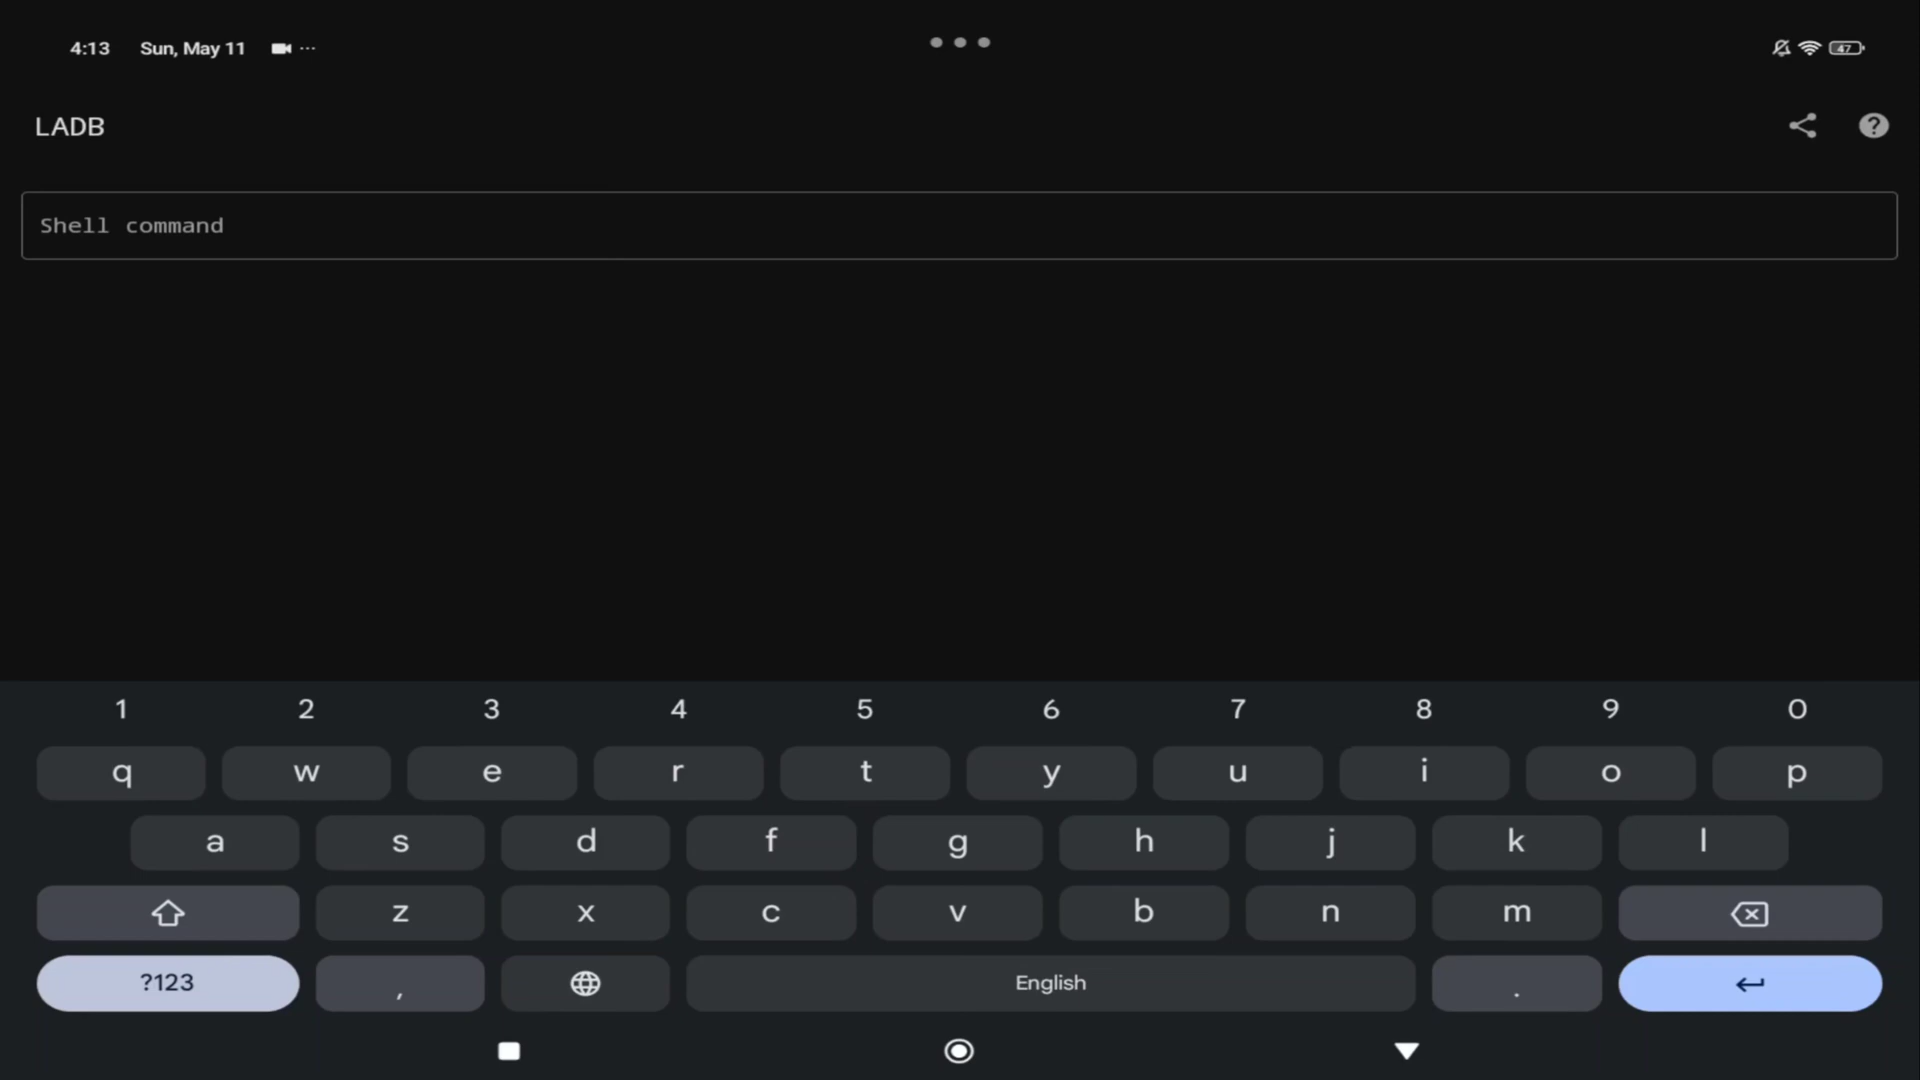 4:13 Sun, May 11 47
LADB
Shell command
1 2 3 4 5 6 7 8 9 0
q w e r t y u i o p
a s d f g h j k l
z x c v b n m
?123 , English .